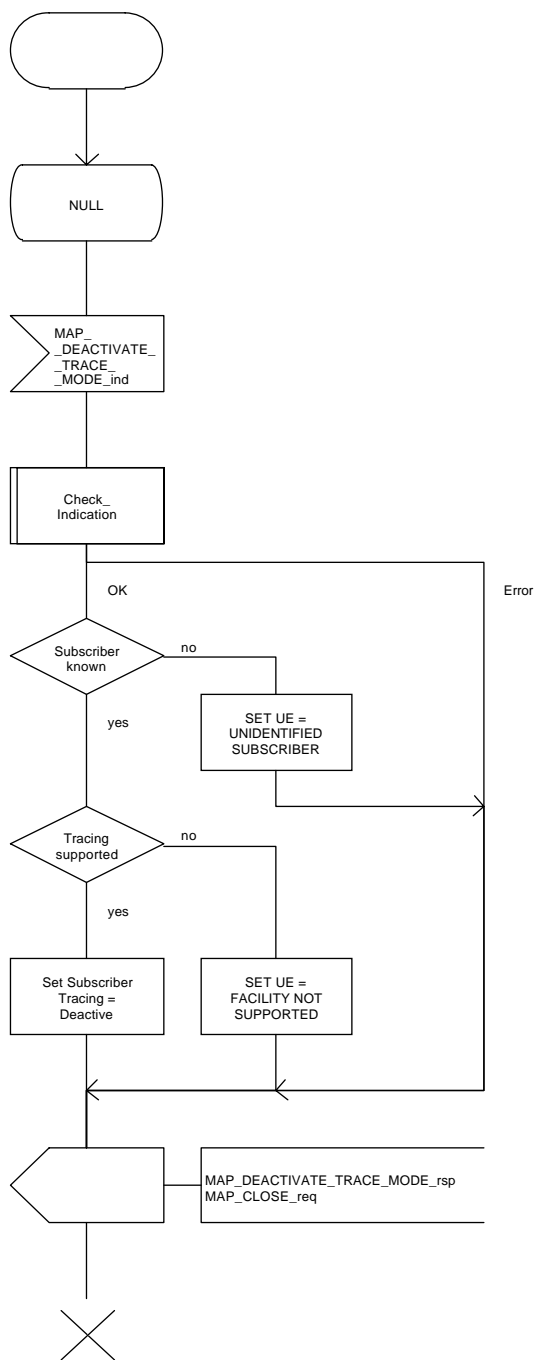 NULL
MAP_
_DEACTIVATE_
_TRACE_
_MODE_ind
Check_
Indication
OK
Error
Subscriber
known
no
yes
SET UE =
UNIDENTIFIED
SUBSCRIBER
Tracing
supported
no
yes
Set Subscriber
Tracing =
Deactive
SET UE =
FACILITY NOT
SUPPORTED
MAP_DEACTIVATE_TRACE_MODE_rsp
MAP_CLOSE_req